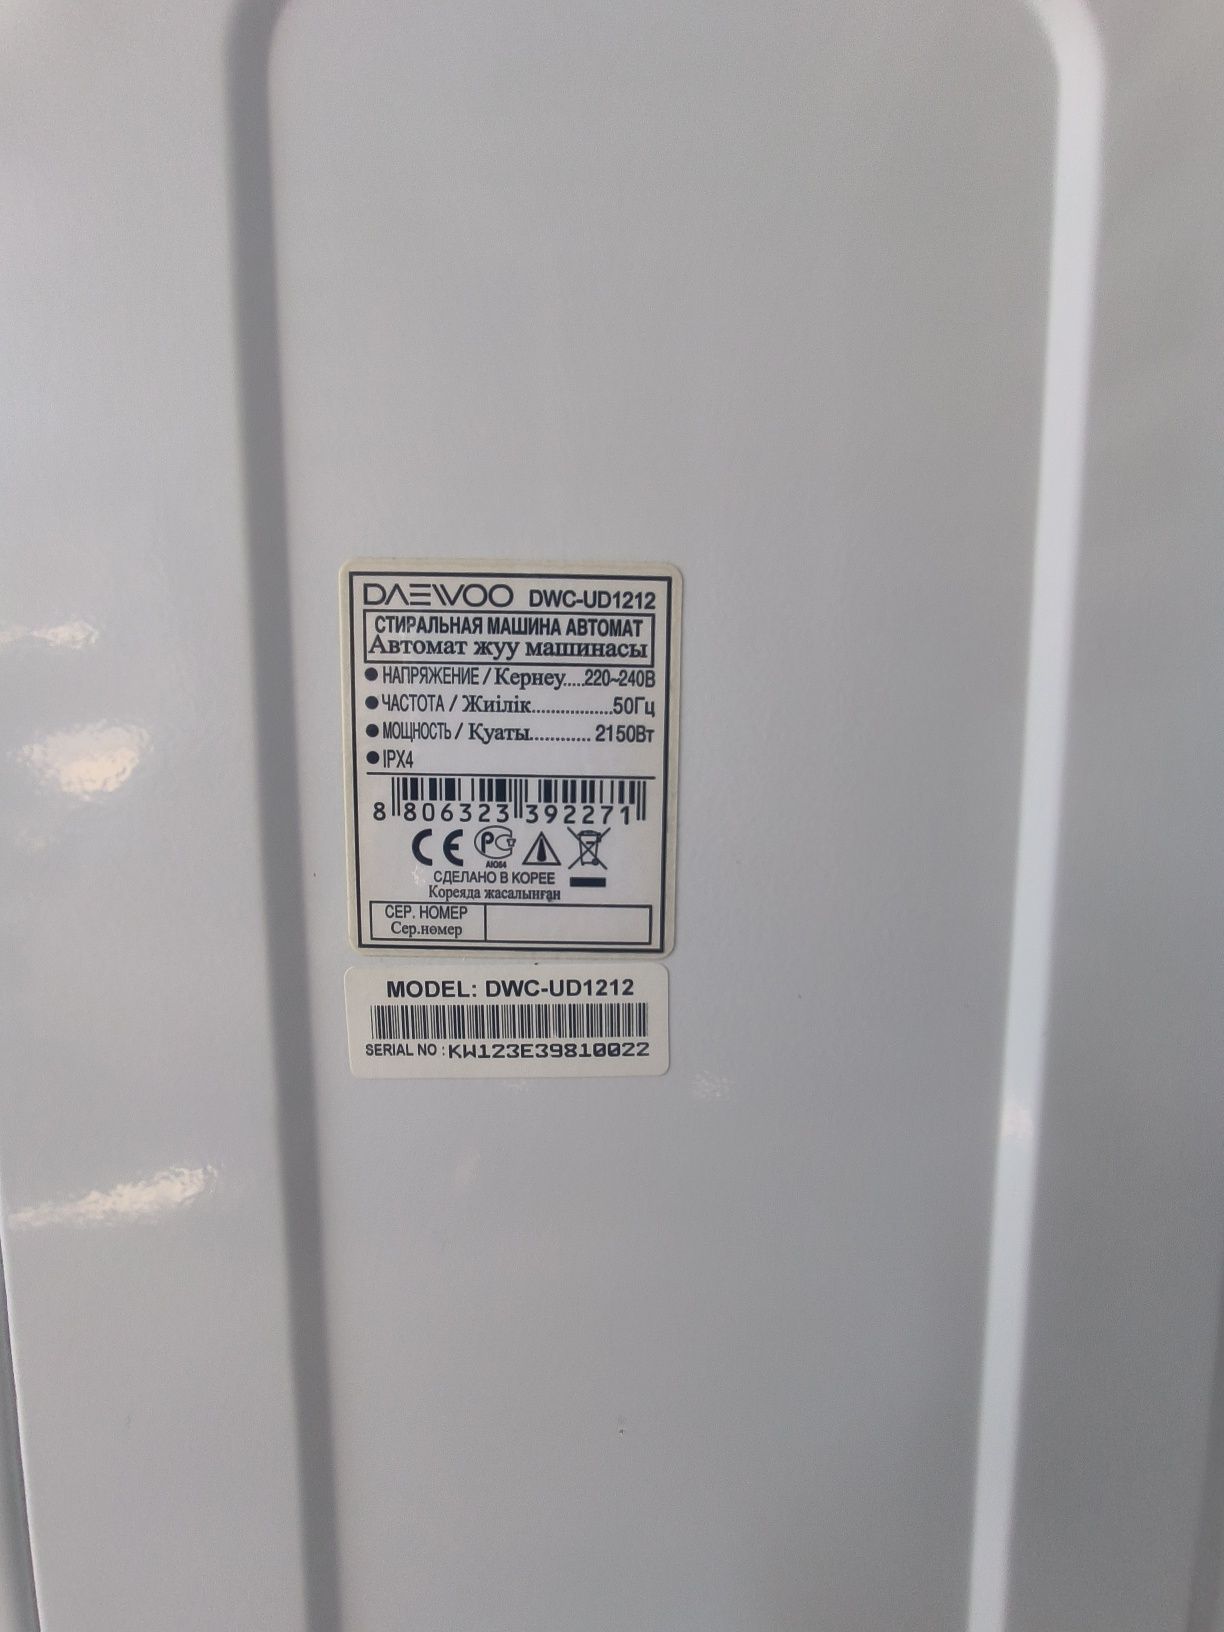 DAEWOO DWC-UD1212
СТИРАЛЬНАЯ МАШИНА АВТОМАТ
Автомат жуу машинасы
● НАПРЯЖЕНИЕ / Кернеу.....220~240В
● ЧАСТОТА / Жиілік.................50Гц
● МОЩНОСТЬ / Қуаты............ 2150Вт
● IPX4
8 806323 392271
CE РС
АЮ64
СДЕЛАНО В КОРЕЕ
Кореяда жасалынған
СЕР. НОМЕР
Сер.нөмер
MODEL: DWC-UD1212
SERIAL NO : KW123E39810022